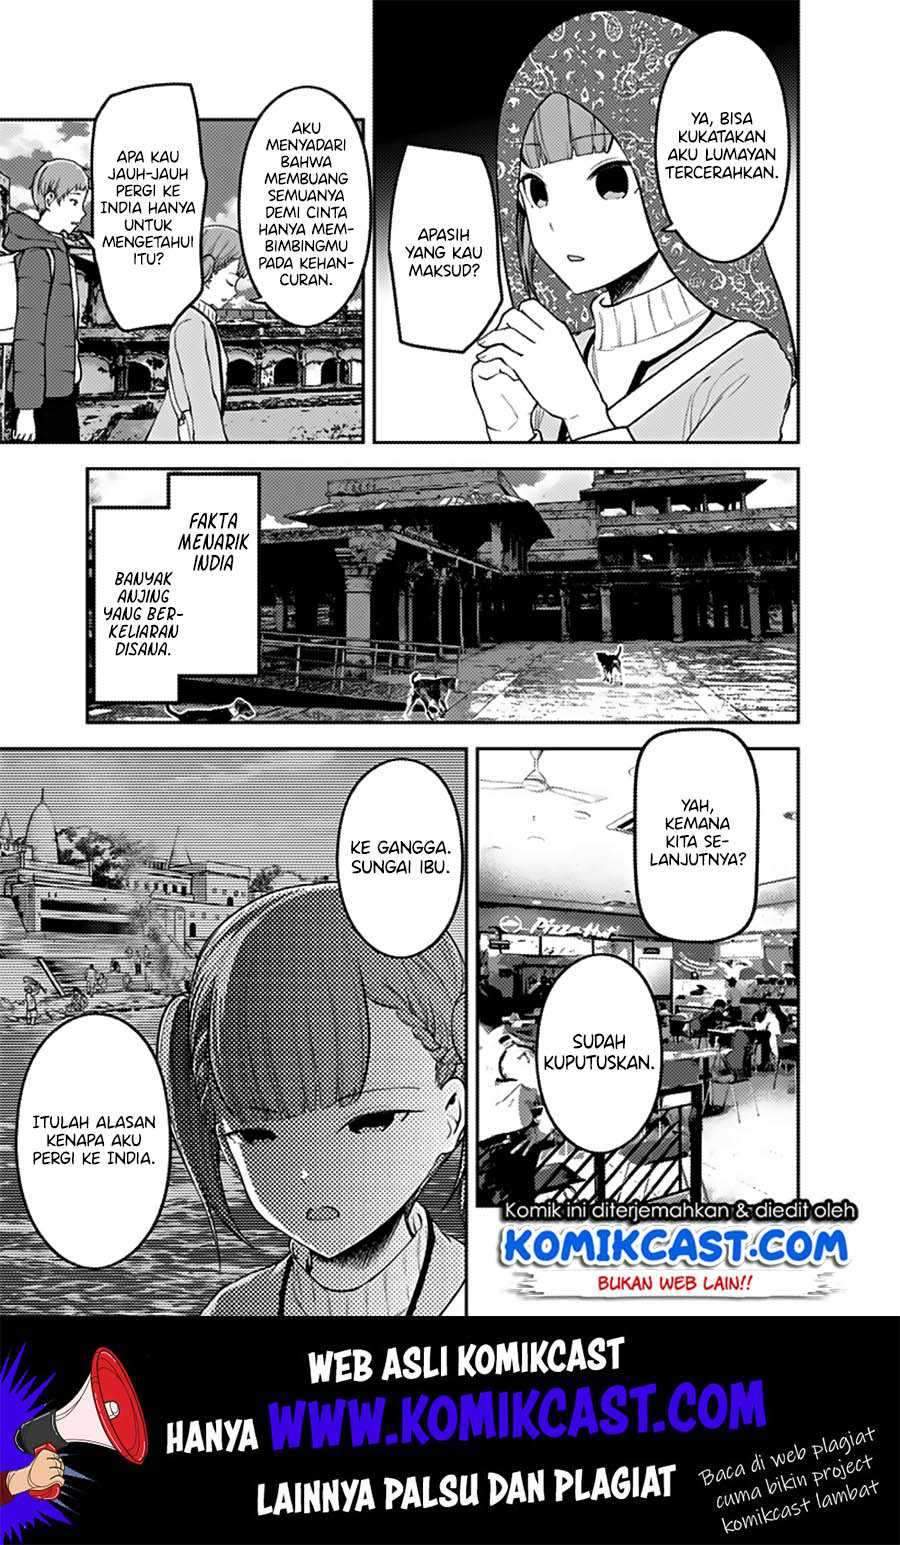 YA, BISA
KUKATAKAN
AKU LUMAYAN
TERCERAHKAN.
APASIH
YANG KAU
MAKSUD?
AKU
MENYADARI
BAHWA
MEMBUANG
SEMUANYA
DEMI CINTA
HANYA MEM-
BIMBINGMU
PADA KEHAN-
CURAN.
APA KAU
JAUH-JAUH
PERGI KE
INDIA HANYA
UNTUK
MENGETAHUI
ITU?
FAKTA
MENARIK
INDIA
BANYAK
ANJING
YANG BER-
KELIARAN
DISANA.
YAH,
KEMANA
KITA SE-
LANJUTNYA?
Pizza Hut
SUDAH
KUPUTUSKAN.
KE GANGGA.
SUNGAI IBU.
ITULAH ALASAN
KENAPA AKU
PERGI KE INDIA.
Komik ini diterjemahkan & diedit oleh
KOMIKCAST.COM
BUKAN WEB LAIN!!
WEB ASLI KOMIKCAST
HANYA WWW.KOMIKCAST.COM
LAINNYA PALSU DAN PLAGIAT
Baca di web plagiat
cuma bikin project
komikcast lambat